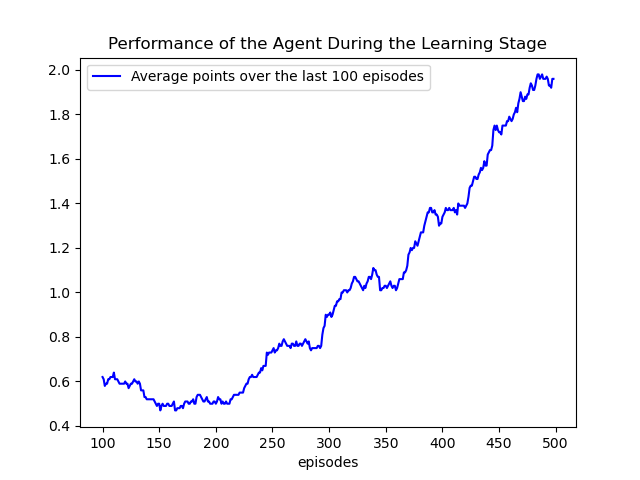 Performance of the Agent During the Learning Stage
Average points over the last 100 episodes
2.0
1.8
1.6
1.4
1.2
1.0
0.8
0.6
0.4
100 150 200 250 300 350 400 450 500
episodes